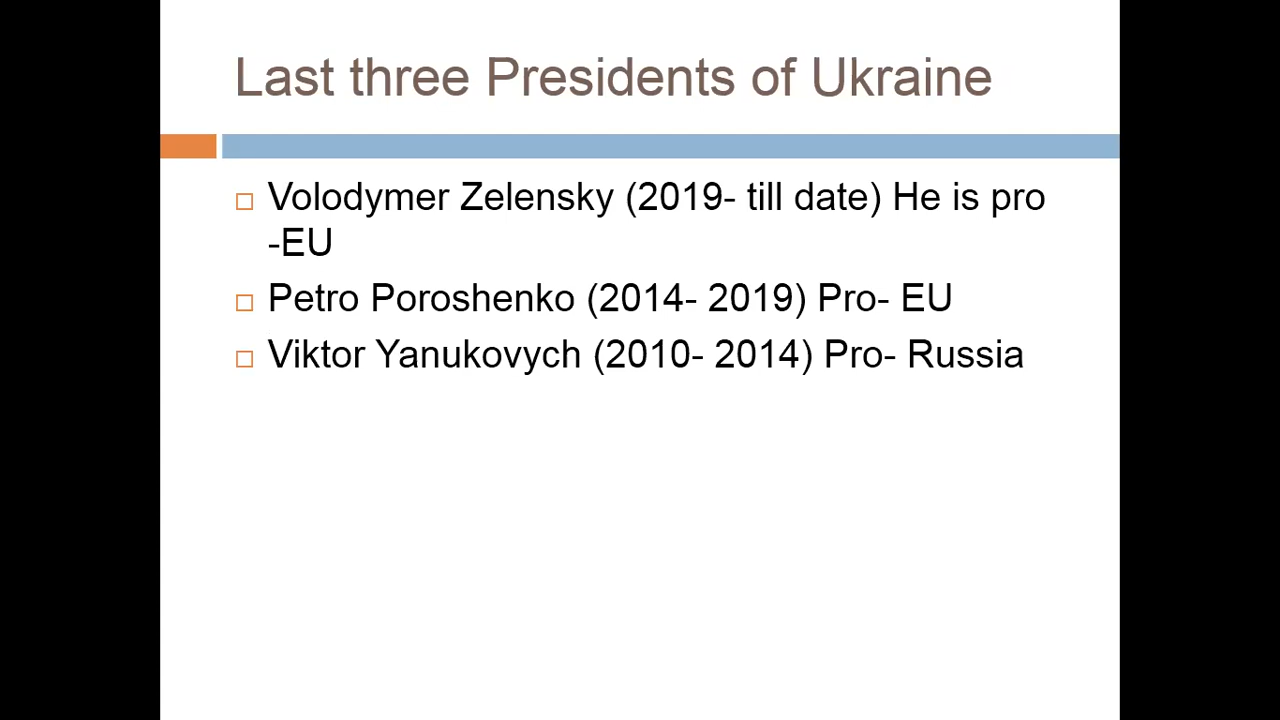 Last three Presidents of Ukraine
Volodymer Zelensky (2019- till date) He is pro
-EU
Petro Poroshenko (2014- 2019) Pro- EU
Viktor Yanukovych (2010- 2014) Pro- Russia